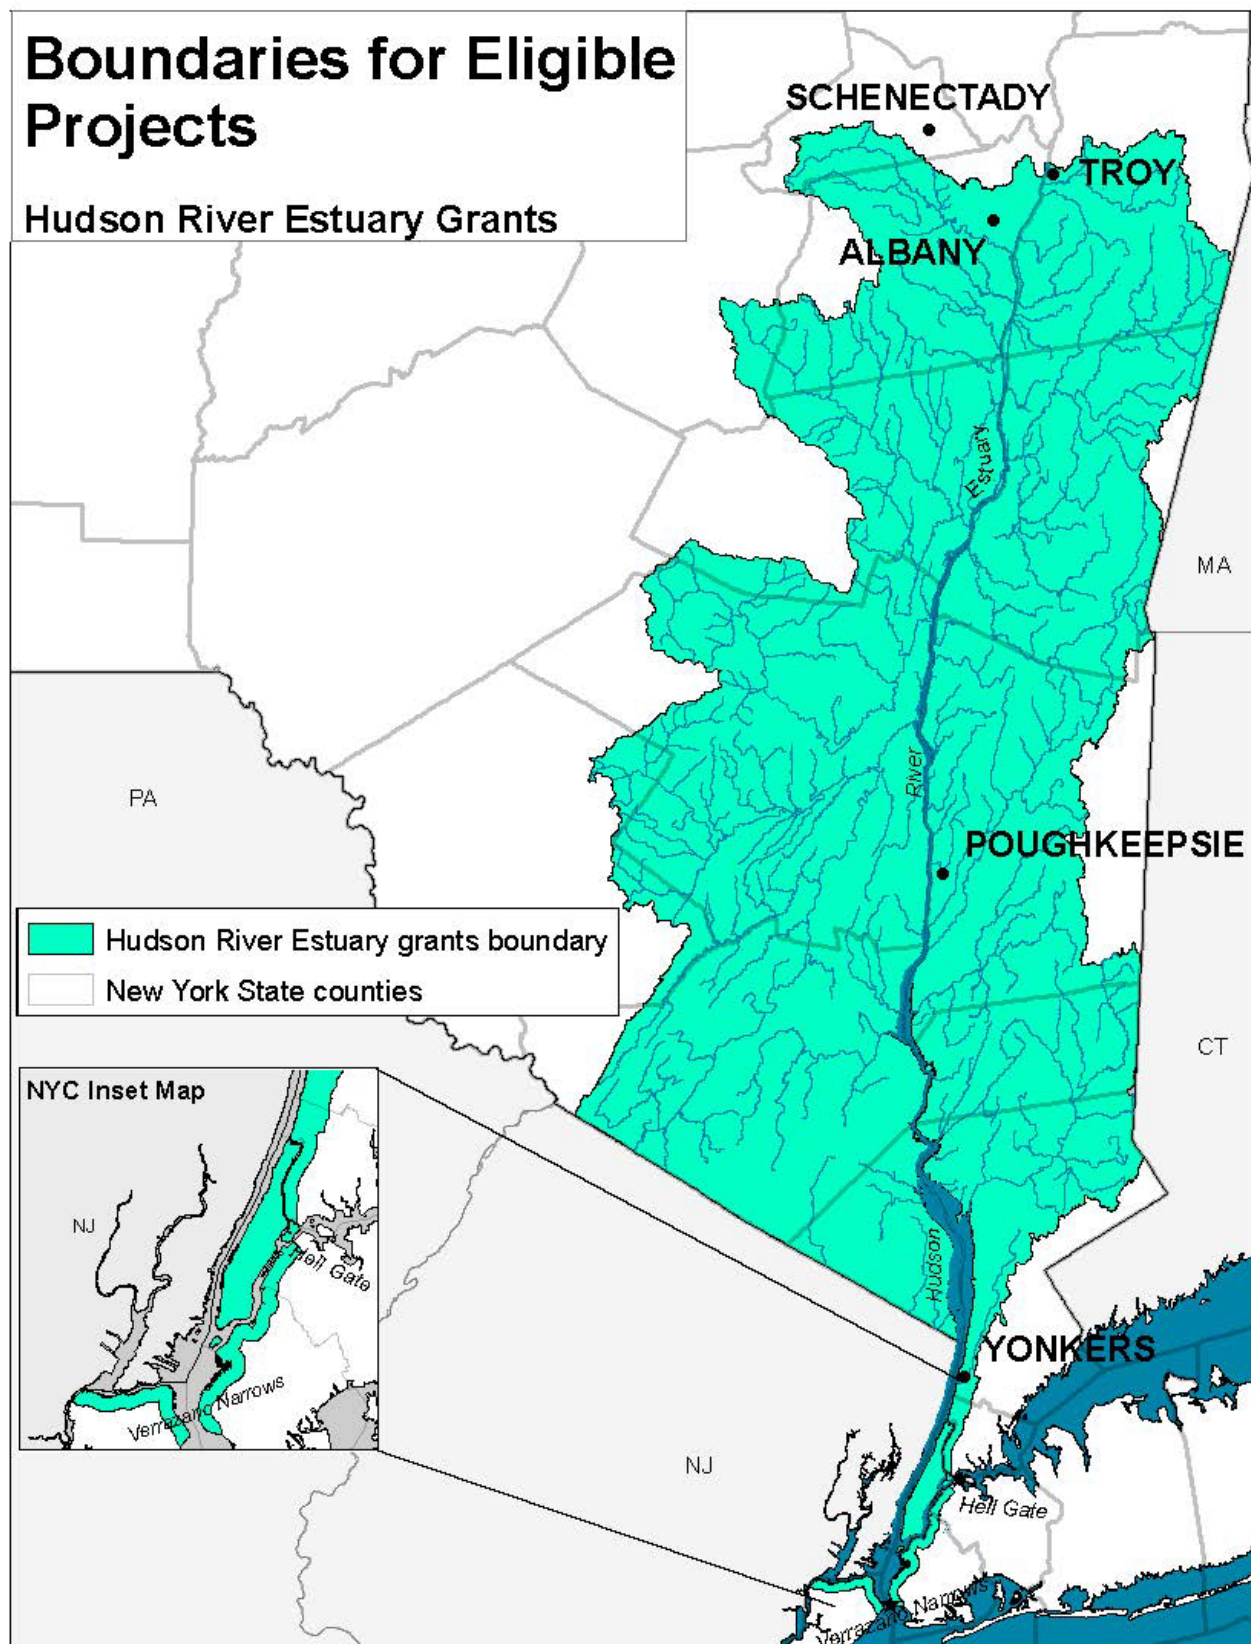 Boundaries for Eligible
Projects
Hudson River Estuary Grants
SCHENECTADY
TROY
ALBANY
Estuary
MA
River
PA
POUGHKEEPSIE
Hudson River Estuary grants boundary
New York State counties
CT
NYC Inset Map
NJ
Hell Gate
Verrazano Narrows
Hudson
YONKERS
NJ
Hell Gate
Verrazano Narrows